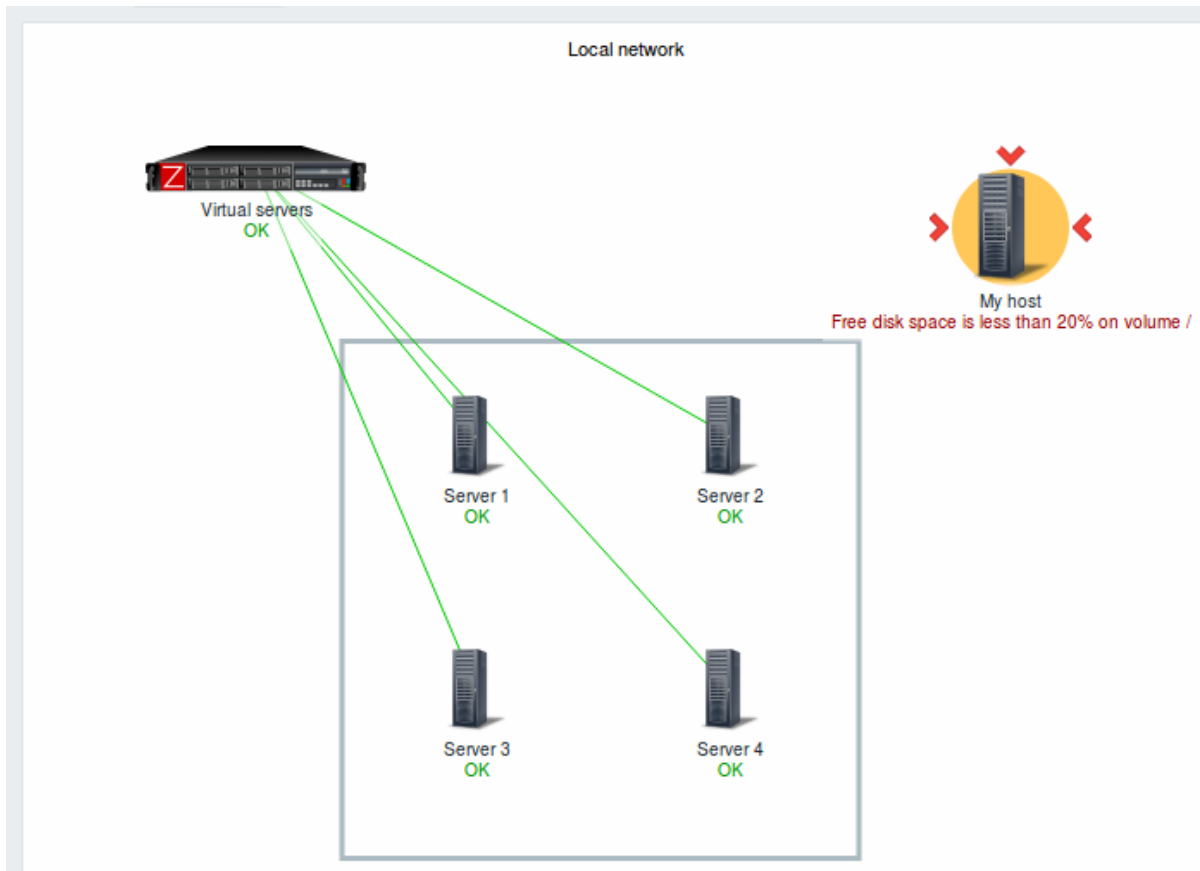 Local network
Z
Virtual servers
OK
My host
Free disk space is less than 20% on volume /
Server 1
OK
Server 2
OK
Server 3
OK
Server 4
OK